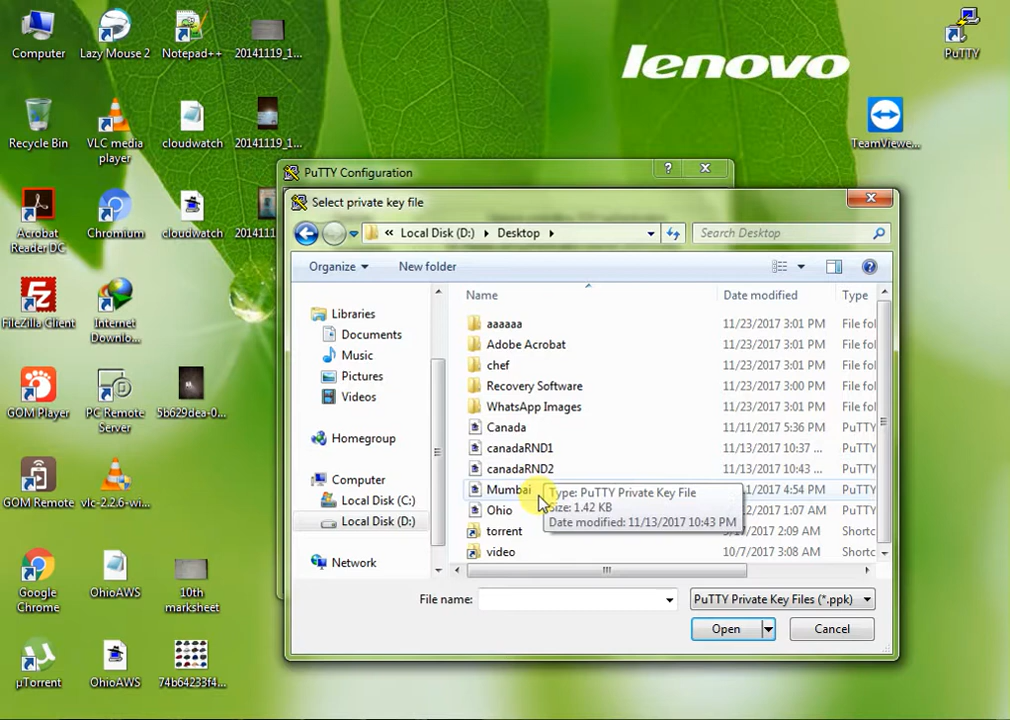 Computer
Lazy Mouse 2
Notepad++
20141119_1...
PuTTY
lenovo
Recycle Bin
VLC media
player
cloudwatch
20141119_1...
TeamViewe...
Acrobat
Reader DC
Chromium
cloudwatch
FileZilla Client
Internet
Downlo...
GOM Player
PC Remote
Server
5b629dea-0...
GOM Remote
vlc-2.2.6-wi...
Google
Chrome
OhioAWS
10th
marksheet
µTorrent
OhioAWS
74b64233f4...
PuTTY Configuration
?
Select private key file
« Local Disk (D:) Desktop
Search Desktop
Organize
New folder
Libraries
Documents
Music
Pictures
Videos
Homegroup
Computer
Local Disk (C:)
Local Disk (D:)
Network
Name Date modified Type
aaaaaa 11/23/2017 3:01 PM File fol
Adobe Acrobat 11/23/2017 3:01 PM File fol
chef 11/23/2017 3:01 PM File fol
Recovery Software 11/23/2017 3:00 PM File fol
WhatsApp Images 11/23/2017 3:01 PM File fol
Canada 11/11/2017 5:36 PM PuTTY
canadaRND1 11/13/2017 10:37 ... PuTTY
canadaRND2 11/13/2017 10:43 ... PuTTY
Mumbai 1/2017 4:54 PM PuTTY
Type: PuTTY Private Key File
Size: 1.42 KB
Date modified: 11/13/2017 10:43 PM
Ohio 2/2017 1:07 AM PuTTY
torrent 2:09 AM Shortc
video 10/7/2017 3:08 AM Shortc
File name:
PuTTY Private Key Files (*.ppk)
Open
Cancel